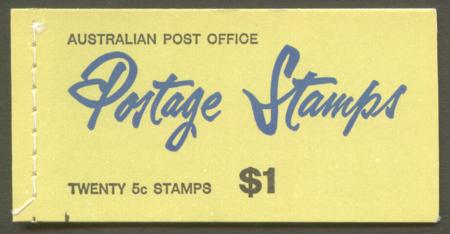 AUSTRALIAN POST OFFICE
Postage Stamps
TWENTY 5c STAMPS $1